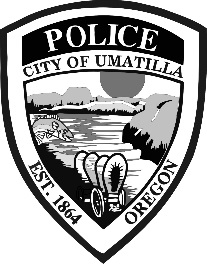 POLICE
CITY OF UMATILLA
EST. 1864
OREGON